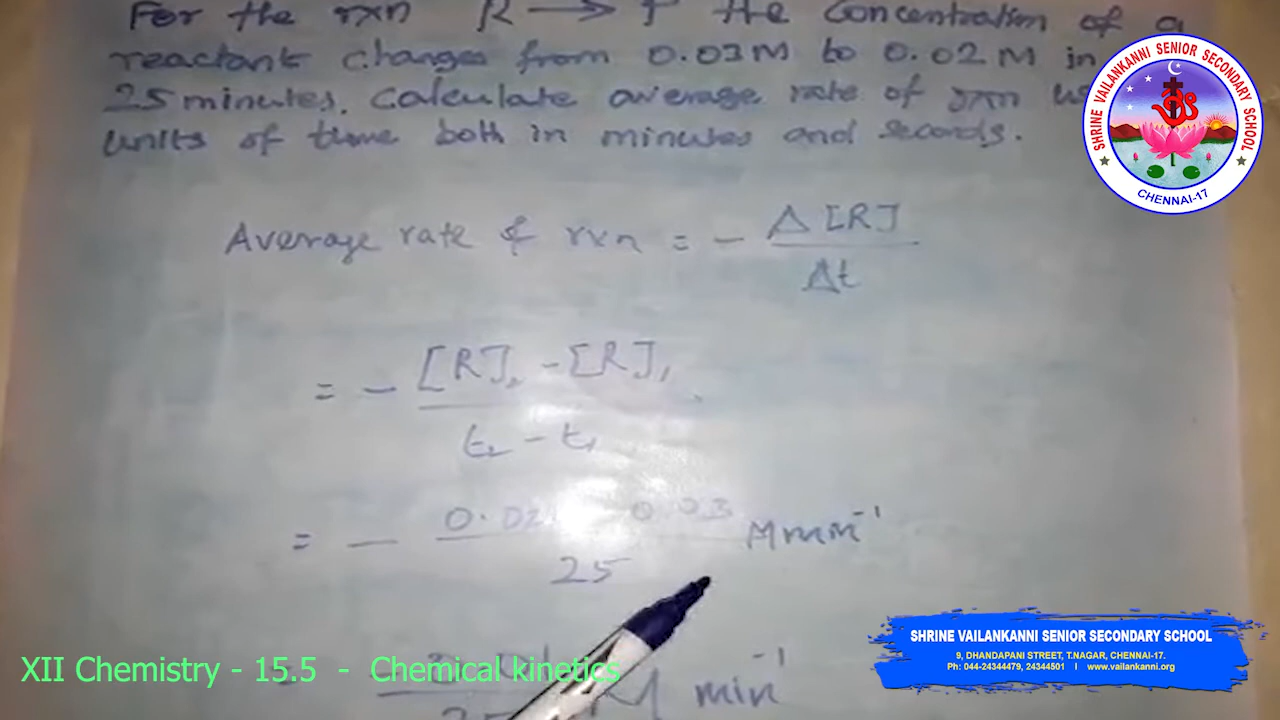 For the rxn R → P the concentration of a
reactant changes from 0.03M to 0.02 M in
25 minutes. Calculate average rate of rxn
units of time both in minutes and seconds.
Average rate of rxn = - Δ[R]
Δt
= - [R]₂ - [R]₁
t₂ - t₁
= - 0.02 - 0.03 M min⁻¹
25
M min⁻¹
SHRINE VAILANKANNI SENIOR SECONDARY SCHOOL
CHENNAI-17
XII Chemistry - 15.5 - Chemical kinetics
SHRINE VAILANKANNI SENIOR SECONDARY SCHOOL
9, DHANDAPANI STREET, T.NAGAR, CHENNAI-17.
Ph: 044-24344479, 24344501 I www.vailankanni.org